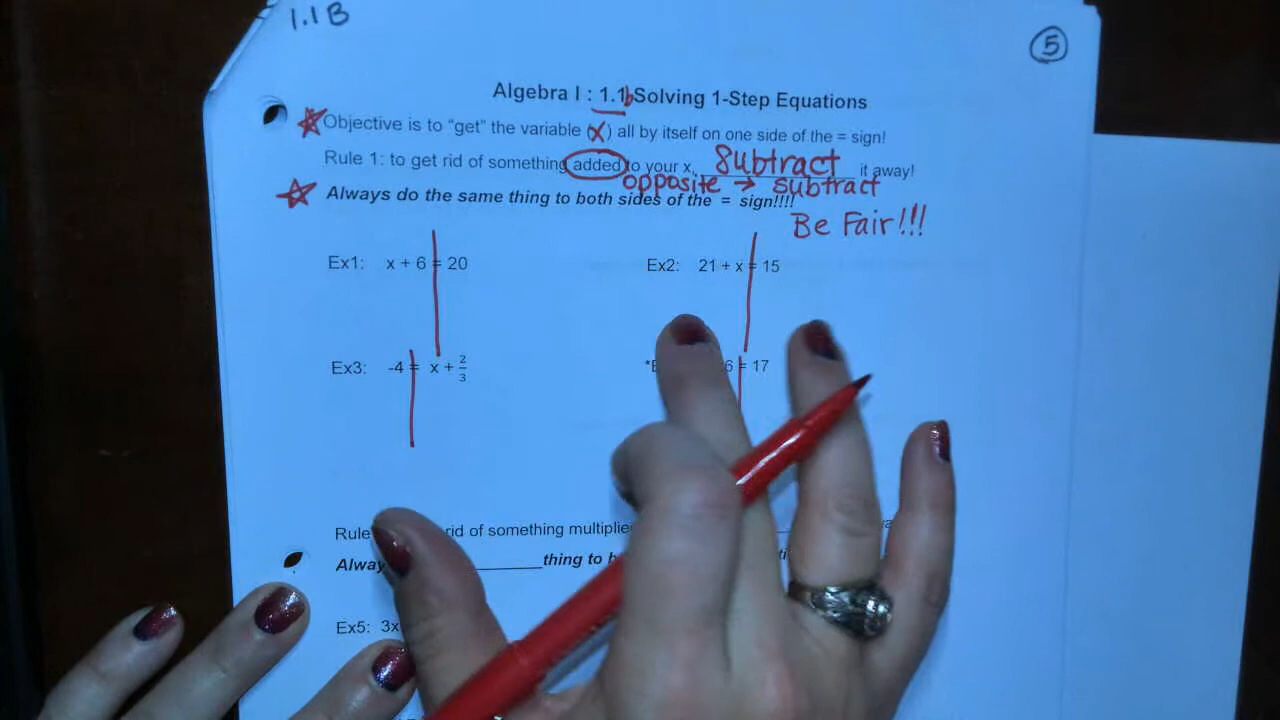 1.1B
5
Algebra I : 1.1b Solving 1-Step Equations
Objective is to "get" the variable (x) all by itself on one side of the = sign!
Rule 1: to get rid of something added to your x, subtract it away!
opposite → subtract
Always do the same thing to both sides of the = sign!!!!
Be Fair!!!
Ex1: x + 6 = 20 Ex2: 21 + x = 15
Ex3: -4 = x + 2/3 6 = 17
Rule rid of something
thing to
Ex5: 3x